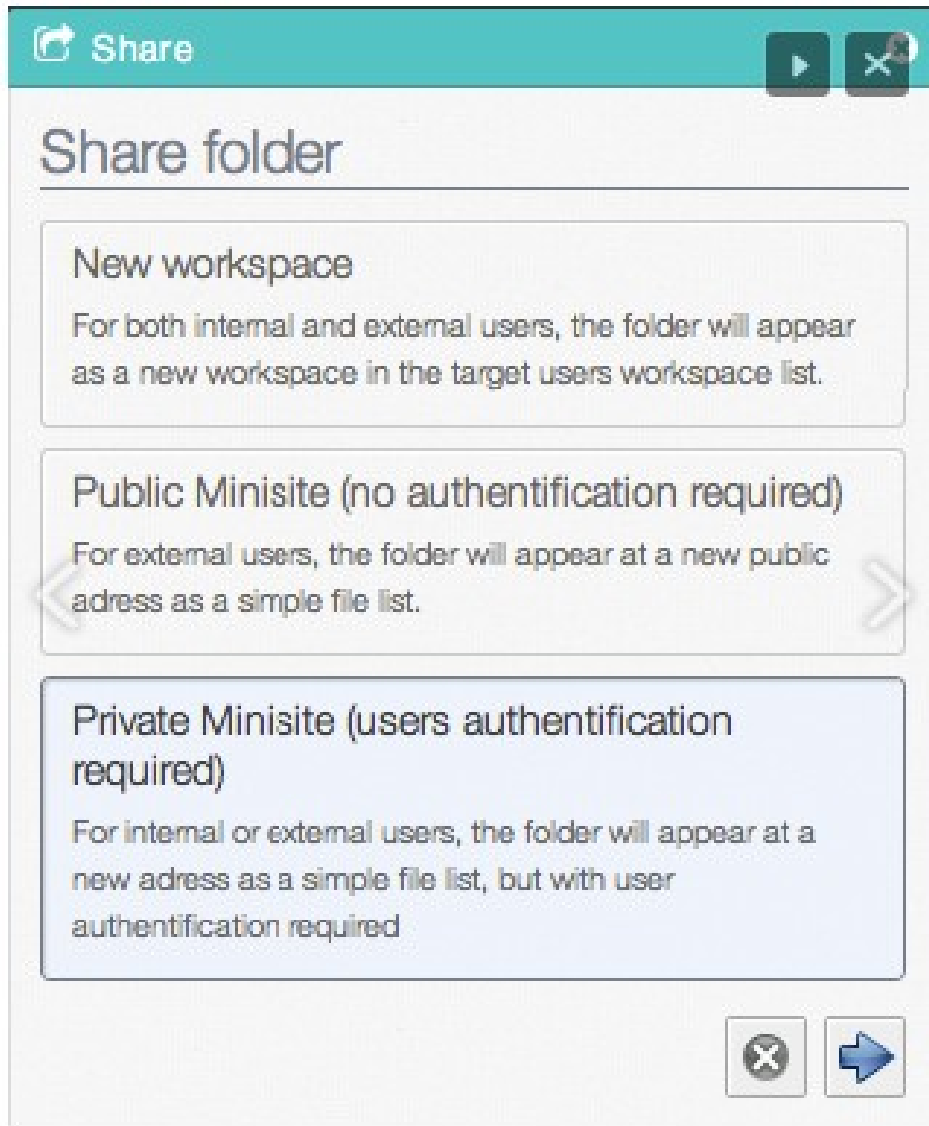 Share
Share folder
New workspace
For both internal and external users, the folder will appear
as a new workspace in the target users workspace list.
Public Minisite (no authentification required)
For external users, the folder will appear at a new public
adress as a simple file list.
Private Minisite (users authentification
required)
For internal or external users, the folder will appear at a
new adress as a simple file list, but with user
authentification required